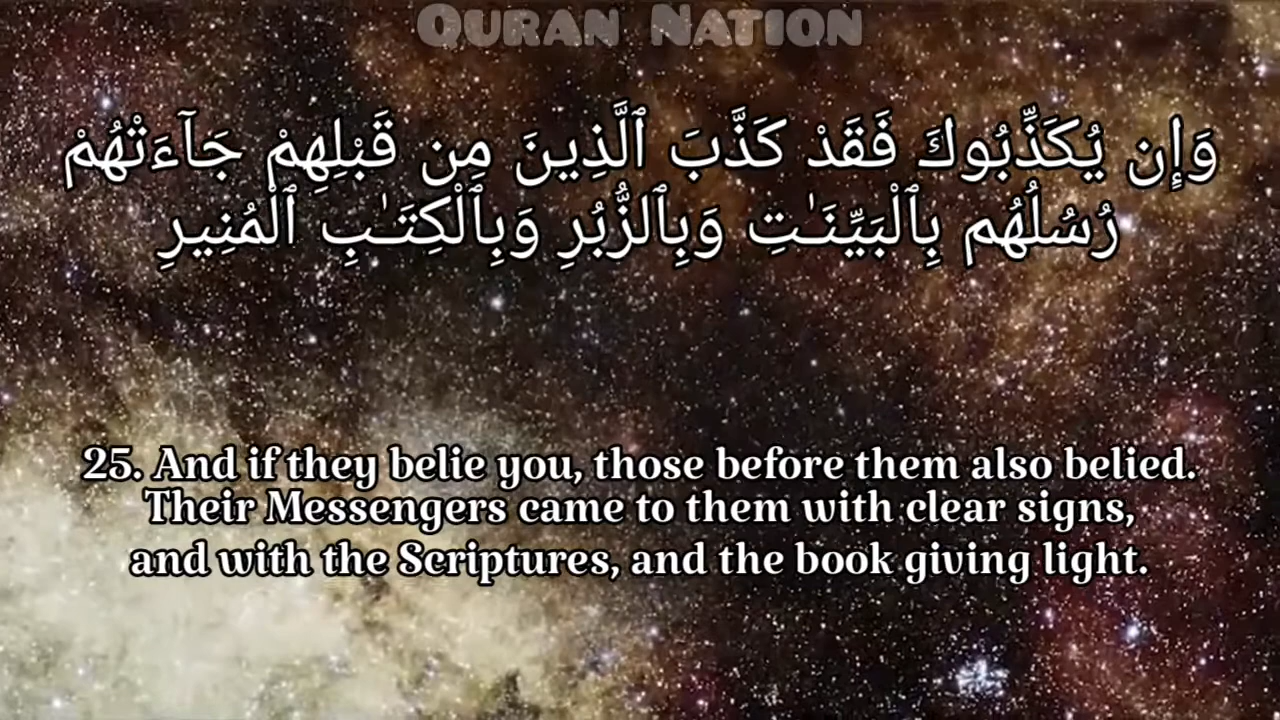 QURAN NATION
وَإِن يُكَذِّبُوكَ فَقَدْ كَذَّبَ ٱلَّذِينَ مِن قَبْلِهِمْ جَآءَتْهُمْ
رُسُلُهُم بِٱلْبَيِّنَـٰتِ وَبِٱلزُّبُرِ وَبِٱلْكِتَـٰبِ ٱلْمُنِيرِ
25. And if they belie you, those before them also belied.
Their Messengers came to them with clear signs,
and with the Scriptures, and the book giving light.